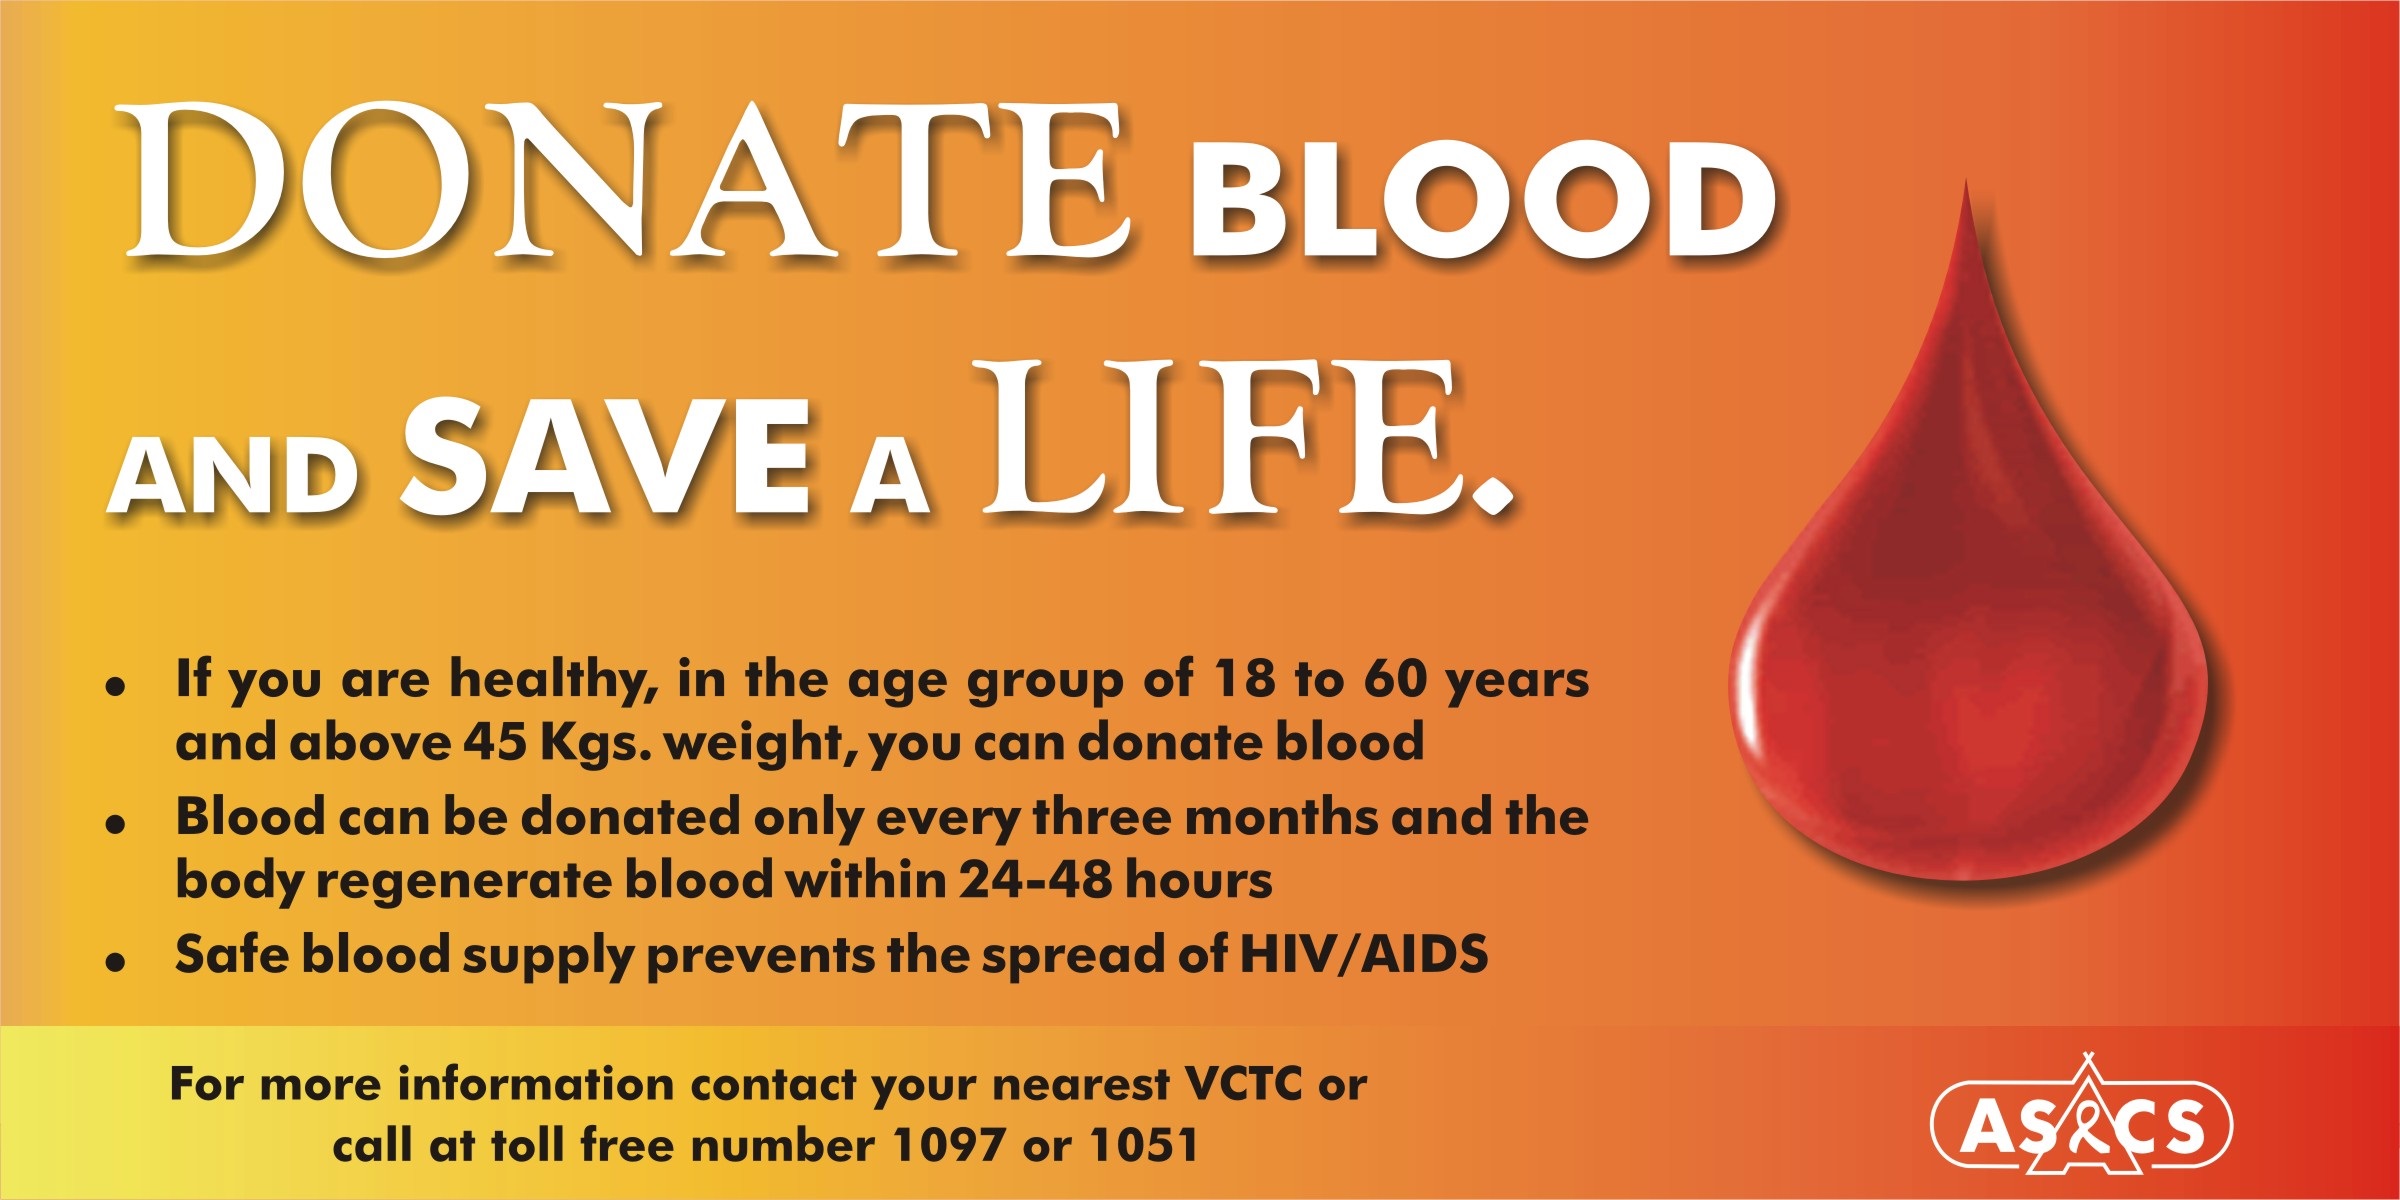 DONATE BLOOD
AND SAVE A LIFE.
• If you are healthy, in the age group of 18 to 60 years
and above 45 Kgs. weight, you can donate blood
• Blood can be donated only every three months and the
body regenerate blood within 24-48 hours
• Safe blood supply prevents the spread of HIV/AIDS
For more information contact your nearest VCTC or
call at toll free number 1097 or 1051
ASACS